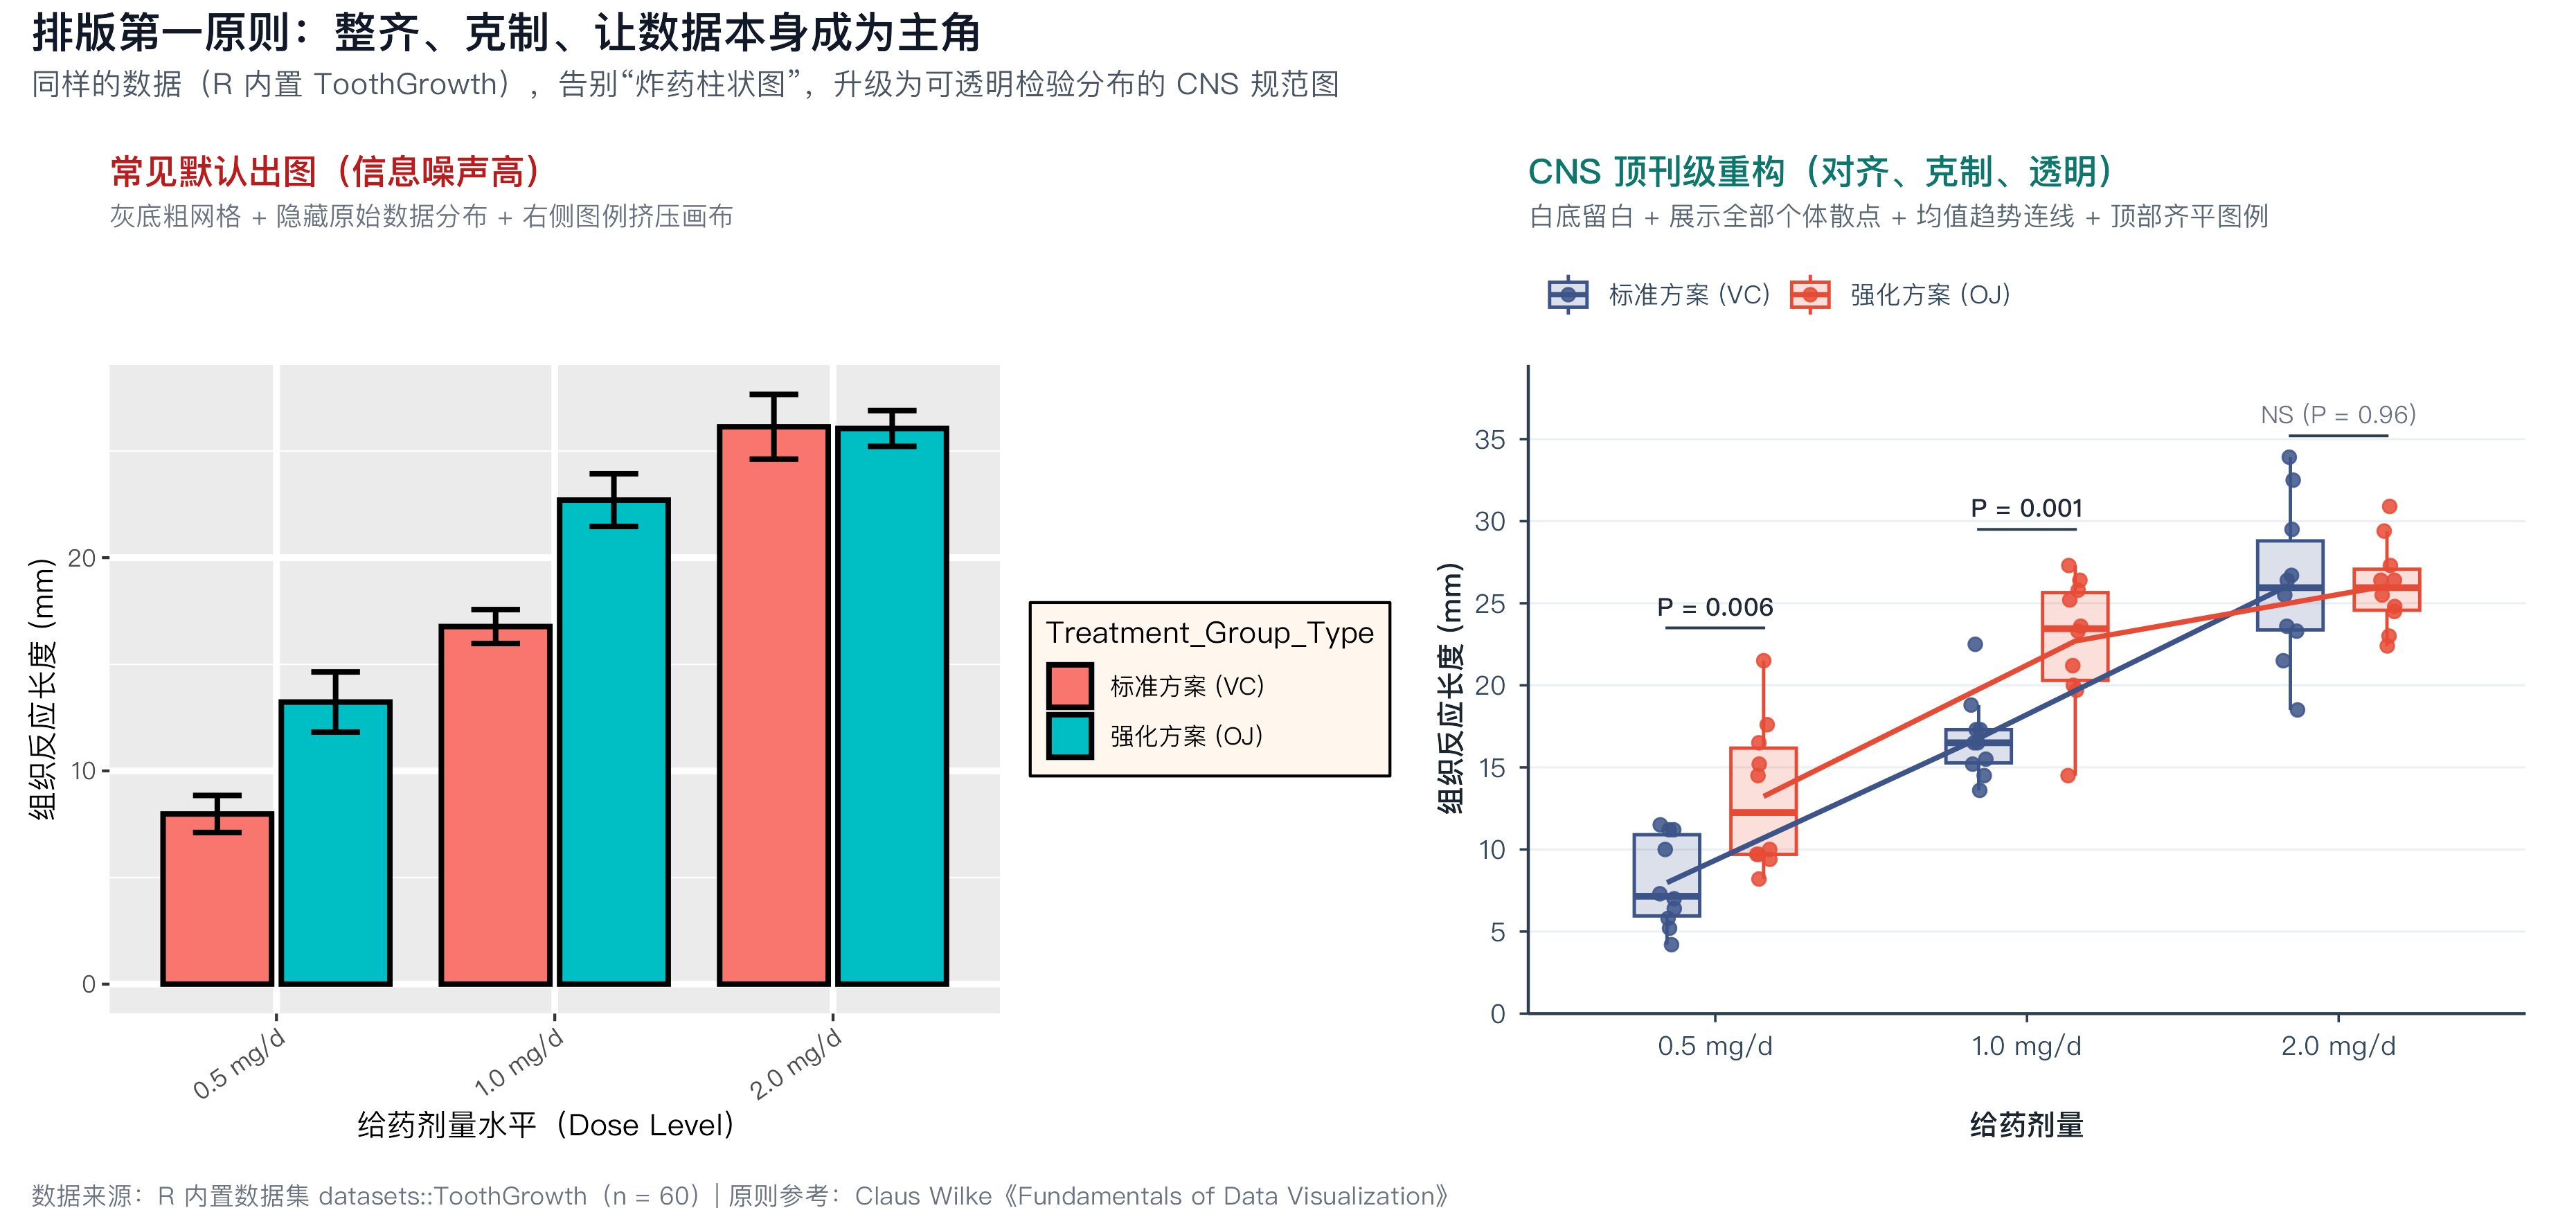 排版第一原则：整齐、克制、让数据本身成为主角
同样的数据（R 内置 ToothGrowth），告别“炸药柱状图”，升级为可透明检验分布的 CNS 规范图
常见默认出图（信息噪声高）
灰底粗网格 + 隐藏原始数据分布 + 右侧图例挤压画布
组织反应长度 (mm)
20
10
0
0.5 mg/d
1.0 mg/d
2.0 mg/d
给药剂量水平（Dose Level）
Treatment_Group_Type
标准方案 (VC)
强化方案 (OJ)
CNS 顶刊级重构（对齐、克制、透明）
白底留白 + 展示全部个体散点 + 均值趋势连线 + 顶部齐平图例
标准方案 (VC) 强化方案 (OJ)
组织反应长度 (mm)
35
30
25
20
15
10
5
0
P = 0.006
P = 0.001
NS (P = 0.96)
0.5 mg/d
1.0 mg/d
2.0 mg/d
给药剂量
数据来源：R 内置数据集 datasets::ToothGrowth（n = 60）| 原则参考：Claus Wilke《Fundamentals of Data Visualization》